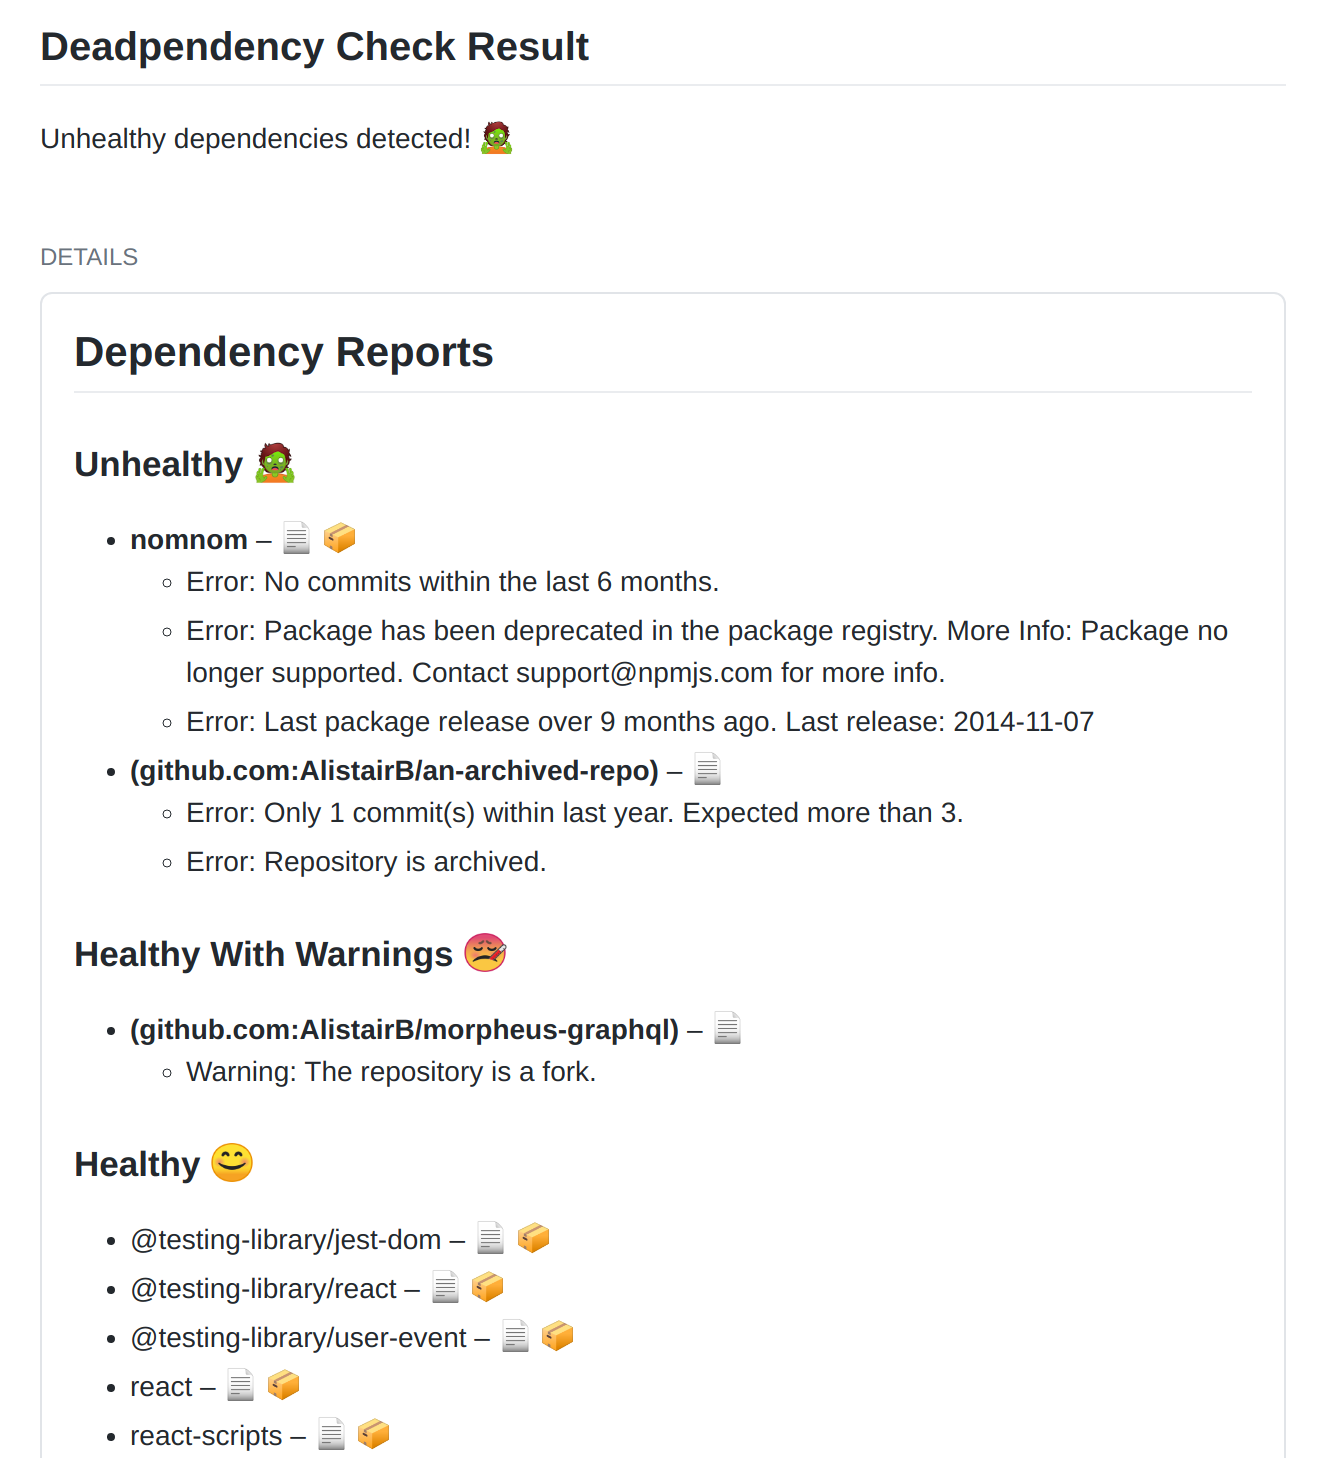 Deadpendency Check Result
Unhealthy dependencies detected! 🧟
DETAILS
Dependency Reports
Unhealthy 🧟
• nomnom – 📄 📦
◦ Error: No commits within the last 6 months.
◦ Error: Package has been deprecated in the package registry. More Info: Package no
longer supported. Contact support@npmjs.com for more info.
◦ Error: Last package release over 9 months ago. Last release: 2014-11-07
• (github.com:AlistairB/an-archived-repo) – 📄
◦ Error: Only 1 commit(s) within last year. Expected more than 3.
◦ Error: Repository is archived.
Healthy With Warnings 🤒
• (github.com:AlistairB/morpheus-graphql) – 📄
◦ Warning: The repository is a fork.
Healthy 😊
• @testing-library/jest-dom – 📄 📦
• @testing-library/react – 📄 📦
• @testing-library/user-event – 📄 📦
• react – 📄 📦
• react-scripts – 📄 📦